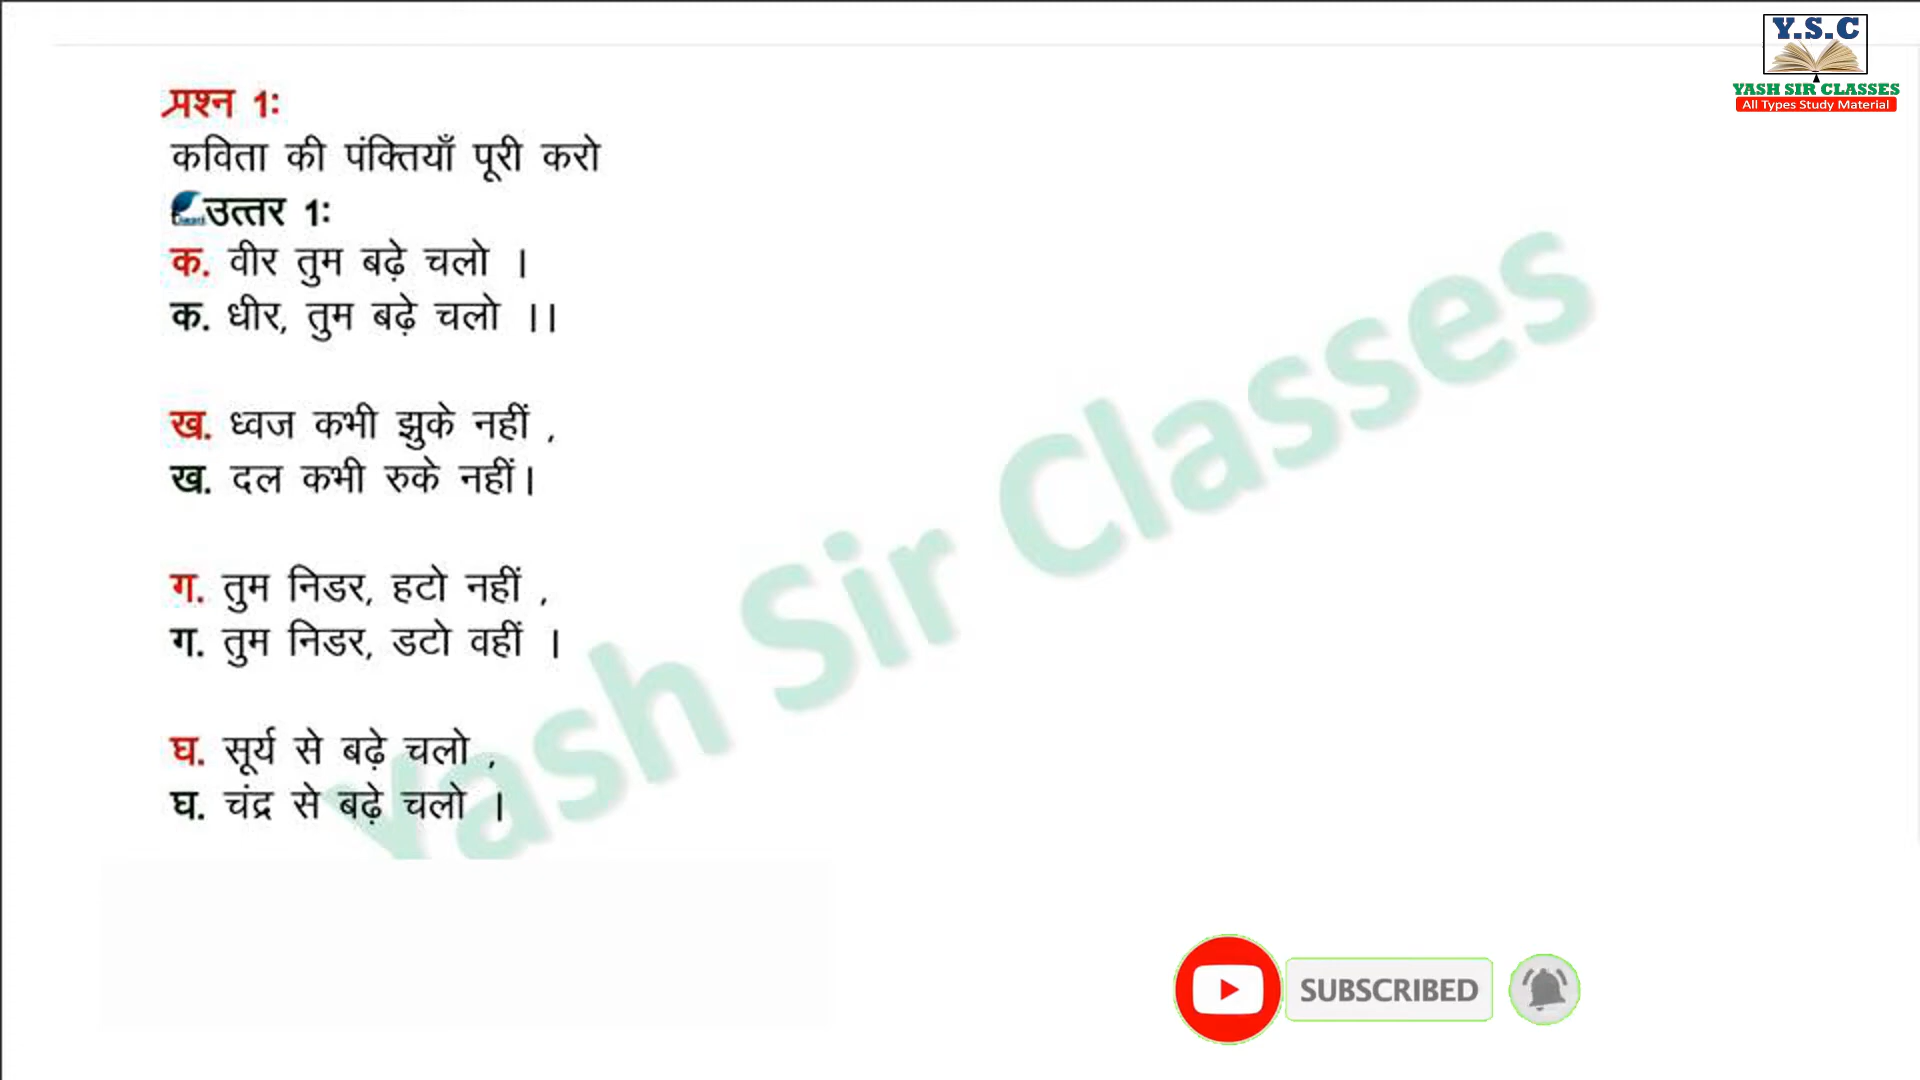 Y.S.C
YASH SIR CLASSES
All Types Study Material
प्रश्न 1:
कविता की पंक्तियाँ पूरी करो
उत्तर 1:
क. वीर तुम बढ़े चलो ।
क. धीर, तुम बढ़े चलो ।।
ख. ध्वज कभी झुके नहीं ,
ख. दल कभी रुके नहीं।
ग. तुम निडर, हटो नहीं ,
ग. तुम निडर, डटो वहीं ।
घ. सूर्य से बढ़े चलो ,
घ. चंद्र से बढ़े चलो ।
Yash Sir Classes
SUBSCRIBED